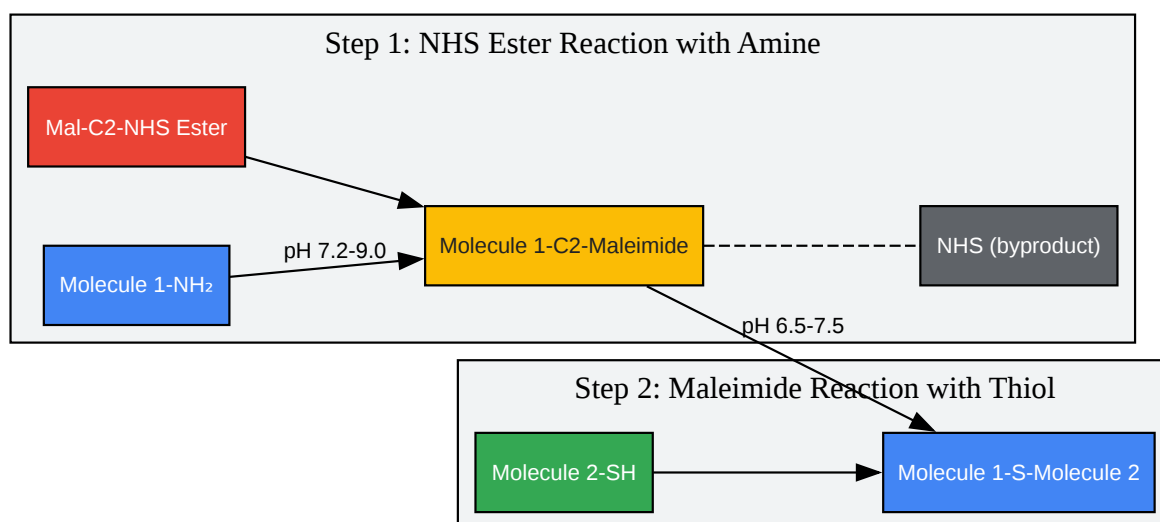 Step 1: NHS Ester Reaction with Amine
Mal-C2-NHS Ester
pH 7.2-9.0
Molecule 1-NH₂
Molecule 1-C2-Maleimide
NHS (byproduct)
pH 6.5-7.5
Step 2: Maleimide Reaction with Thiol
Molecule 2-SH
Molecule 1-S-Molecule 2